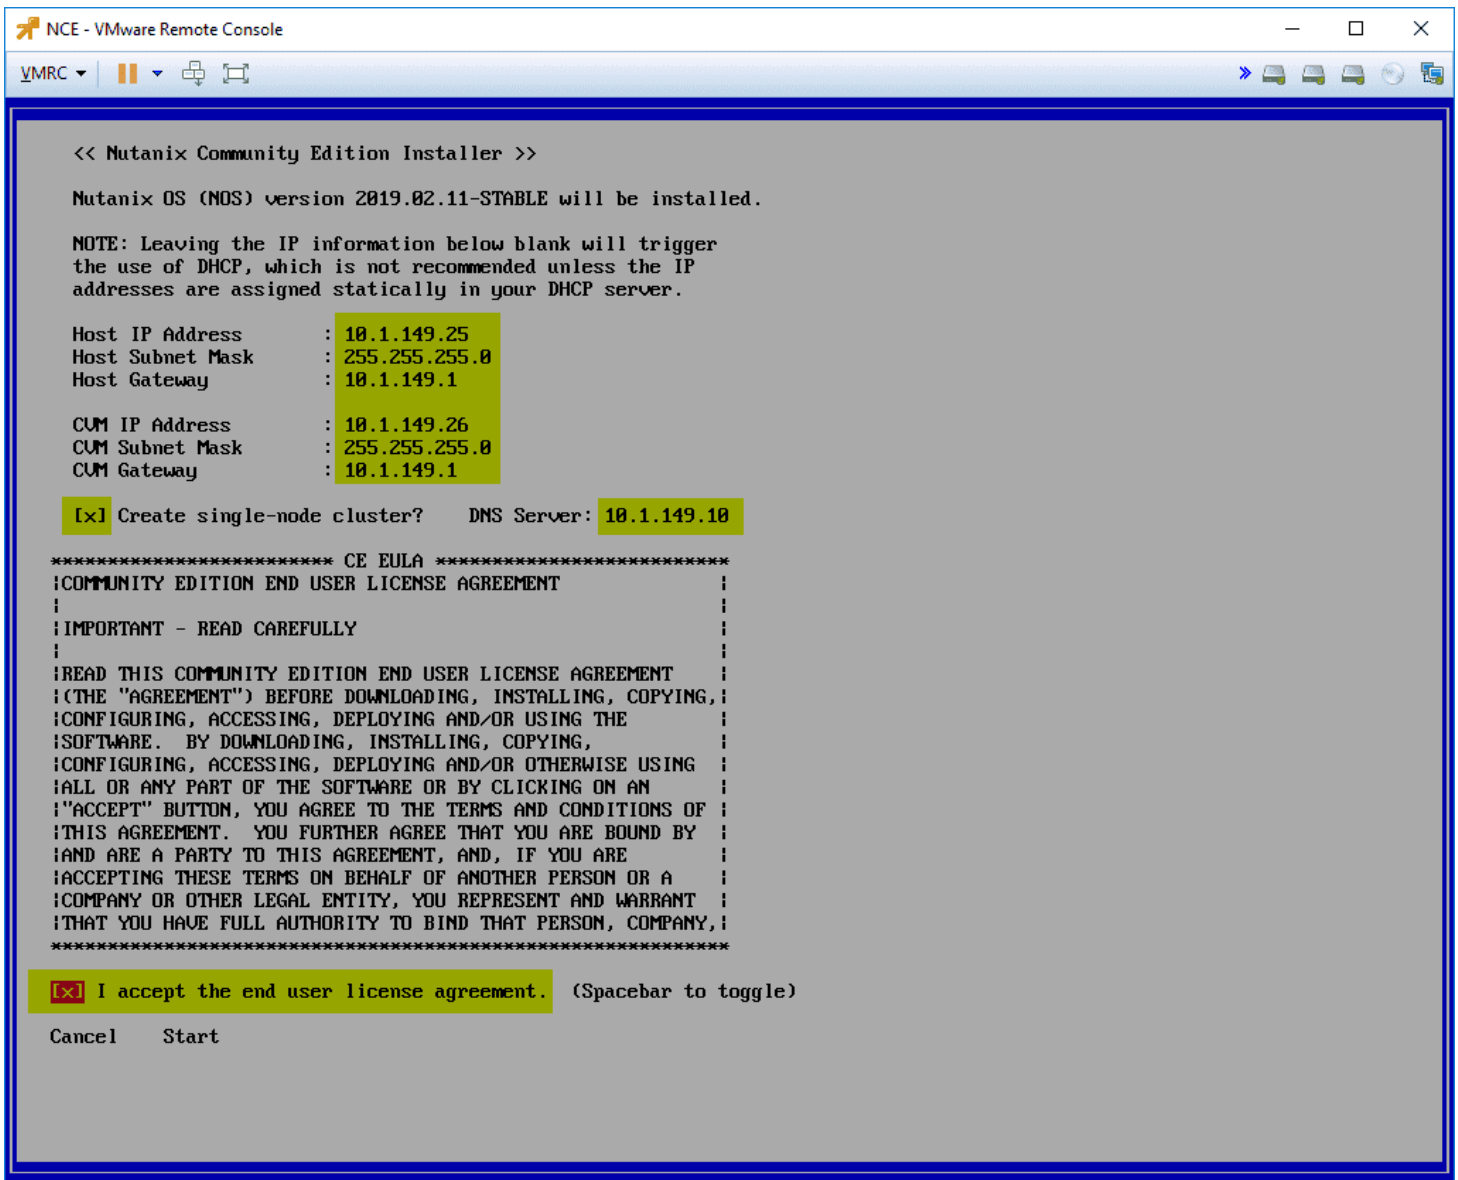 NCE - VMware Remote Console
VMRC
<< Nutanix Community Edition Installer >>
Nutanix OS (NOS) version 2019.02.11-STABLE will be installed.
NOTE: Leaving the IP information below blank will trigger
the use of DHCP, which is not recommended unless the IP
addresses are assigned statically in your DHCP server.
Host IP Address : 10.1.149.25
Host Subnet Mask : 255.255.255.0
Host Gateway : 10.1.149.1
CVM IP Address : 10.1.149.26
CVM Subnet Mask : 255.255.255.0
CVM Gateway : 10.1.149.1
[x] Create single-node cluster? DNS Server: 10.1.149.10
************************* CE EULA **************************
|COMMUNITY EDITION END USER LICENSE AGREEMENT |
| |
|IMPORTANT - READ CAREFULLY |
| |
|READ THIS COMMUNITY EDITION END USER LICENSE AGREEMENT |
|(THE "AGREEMENT") BEFORE DOWNLOADING, INSTALLING, COPYING,|
|CONFIGURING, ACCESSING, DEPLOYING AND/OR USING THE |
|SOFTWARE. BY DOWNLOADING, INSTALLING, COPYING, |
|CONFIGURING, ACCESSING, DEPLOYING AND/OR OTHERWISE USING |
|ALL OR ANY PART OF THE SOFTWARE OR BY CLICKING ON AN |
|"ACCEPT" BUTTON, YOU AGREE TO THE TERMS AND CONDITIONS OF |
|THIS AGREEMENT. YOU FURTHER AGREE THAT YOU ARE BOUND BY |
|AND ARE A PARTY TO THIS AGREEMENT, AND, IF YOU ARE |
|ACCEPTING THESE TERMS ON BEHALF OF ANOTHER PERSON OR A |
|COMPANY OR OTHER LEGAL ENTITY, YOU REPRESENT AND WARRANT |
|THAT YOU HAVE FULL AUTHORITY TO BIND THAT PERSON, COMPANY,|
************************************************************
[x] I accept the end user license agreement. (Spacebar to toggle)
Cancel Start